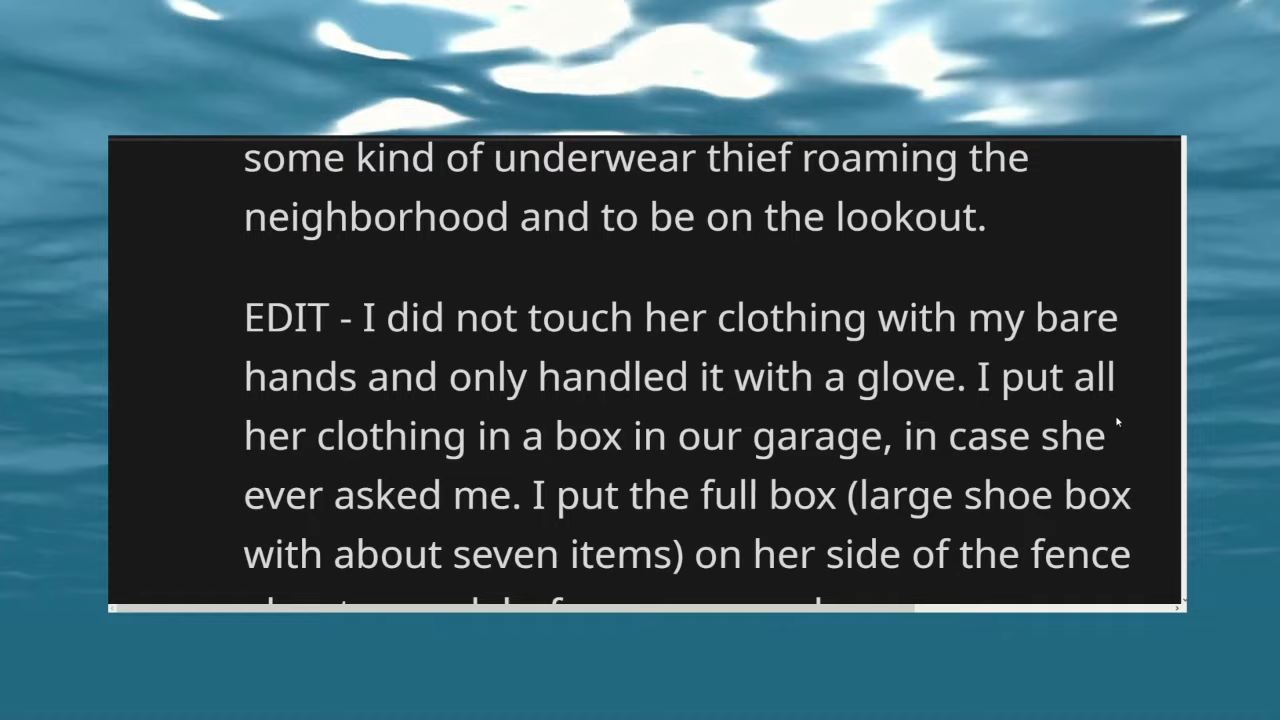 some kind of underwear thief roaming the
neighborhood and to be on the lookout.
EDIT - I did not touch her clothing with my bare
hands and only handled it with a glove. I put all
her clothing in a box in our garage, in case she
ever asked me. I put the full box (large shoe box
with about seven items) on her side of the fence